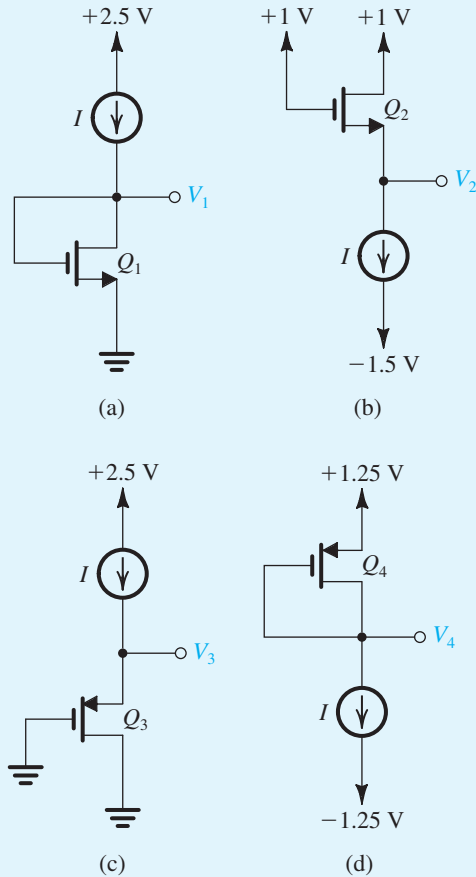 +2.5 V
I
V1
Q1
(a)
+1 V +1 V
Q2
V2
I
−1.5 V
(b)
+2.5 V
I
V3
Q3
(c)
+1.25 V
Q4
V4
I
−1.25 V
(d)